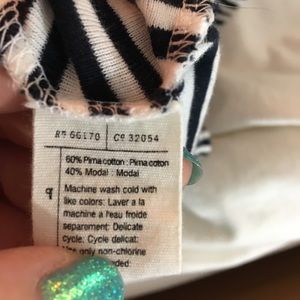 RN 66170 CA 32054
60% Pima cotton : Pima coton
40% Modal : Modal
Machine wash cold with
like colors: Laver a la
machine a l'eau froide
separement: Delicate
cycle: Cycle delicat:
Use only non-chlorine